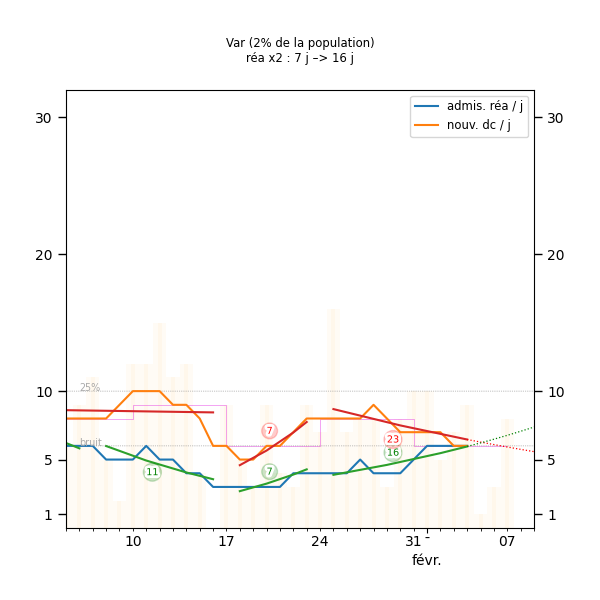 Var (2% de la population)
réa x2 : 7 j –> 16 j
admis. réa / j
nouv. dc / j
30 30
20 20
25%
10 10
7
23
bruit
16
5 5
11 7
1 1
10 17 24 31 - 07
févr.